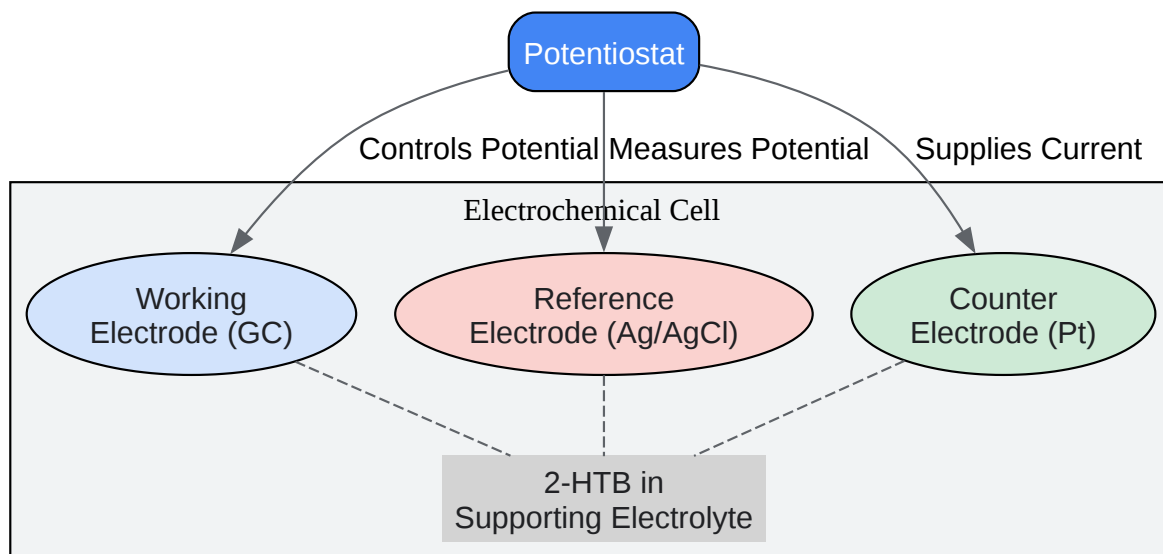 Potentiostat
Controls Potential
Measures Potential
Supplies Current
Electrochemical Cell
Working
Electrode (GC)
Reference
Electrode (Ag/AgCl)
Counter
Electrode (Pt)
2-HTB in
Supporting Electrolyte